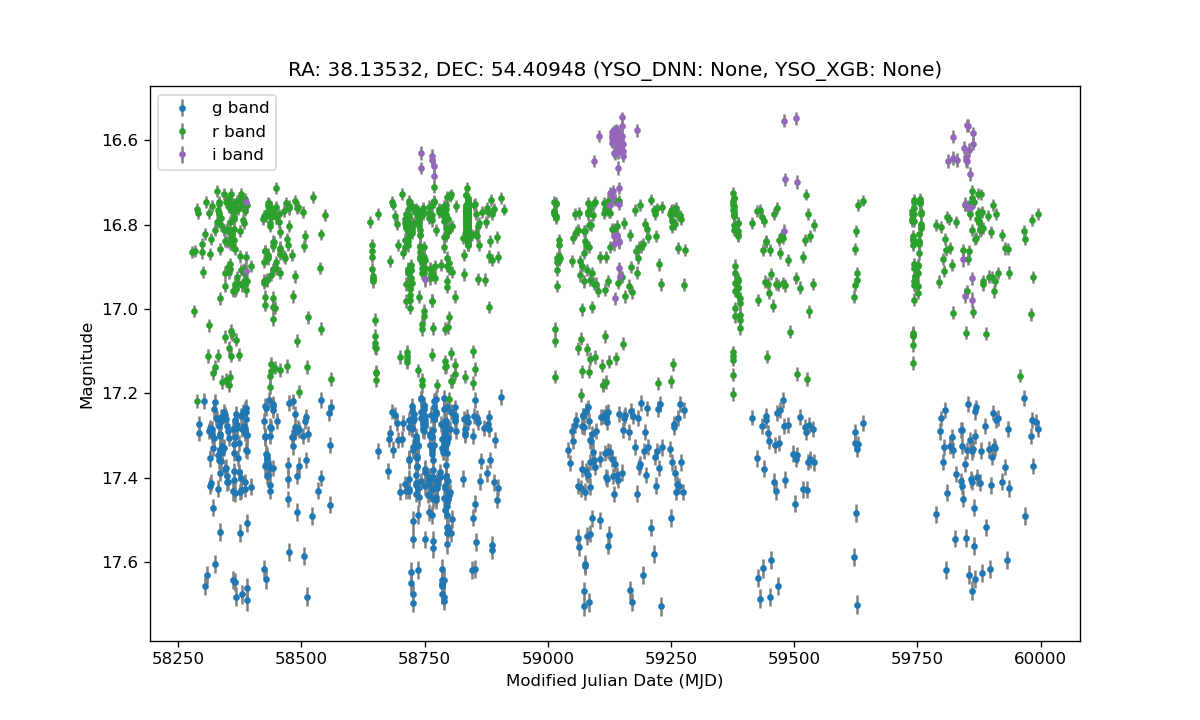 RA: 38.13532, DEC: 54.40948 (YSO_DNN: None, YSO_XGB: None)
g band
r band
i band
16.6
16.8
17.0
17.2
17.4
17.6
Magnitude
58250 58500 58750 59000 59250 59500 59750 60000
Modified Julian Date (MJD)